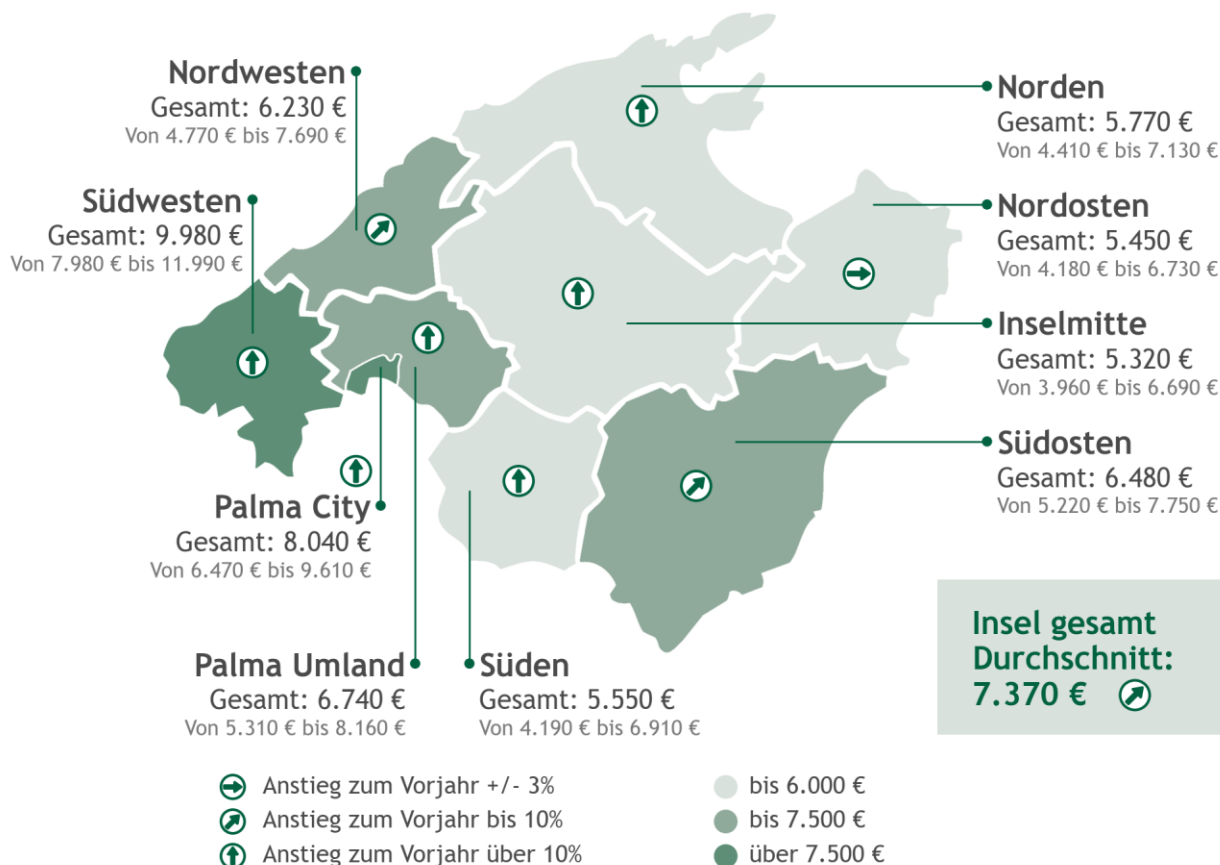 Nordwesten
Gesamt: 6.230 €
Von 4.770 € bis 7.690 €
Südwesten
Gesamt: 9.980 €
Von 7.980 € bis 11.990 €
Norden
Gesamt: 5.770 €
Von 4.410 € bis 7.130 €
Nordosten
Gesamt: 5.450 €
Von 4.180 € bis 6.730 €
Inselmitte
Gesamt: 5.320 €
Von 3.960 € bis 6.690 €
Südosten
Gesamt: 6.480 €
Von 5.220 € bis 7.750 €
Palma City
Gesamt: 8.040 €
Von 6.470 € bis 9.610 €
Palma Umland
Gesamt: 6.740 €
Von 5.310 € bis 8.160 €
Süden
Gesamt: 5.550 €
Von 4.190 € bis 6.910 €
Insel gesamt
Durchschnitt:
7.370 €
Anstieg zum Vorjahr +/- 3%
Anstieg zum Vorjahr bis 10%
Anstieg zum Vorjahr über 10%
bis 6.000 €
bis 7.500 €
über 7.500 €